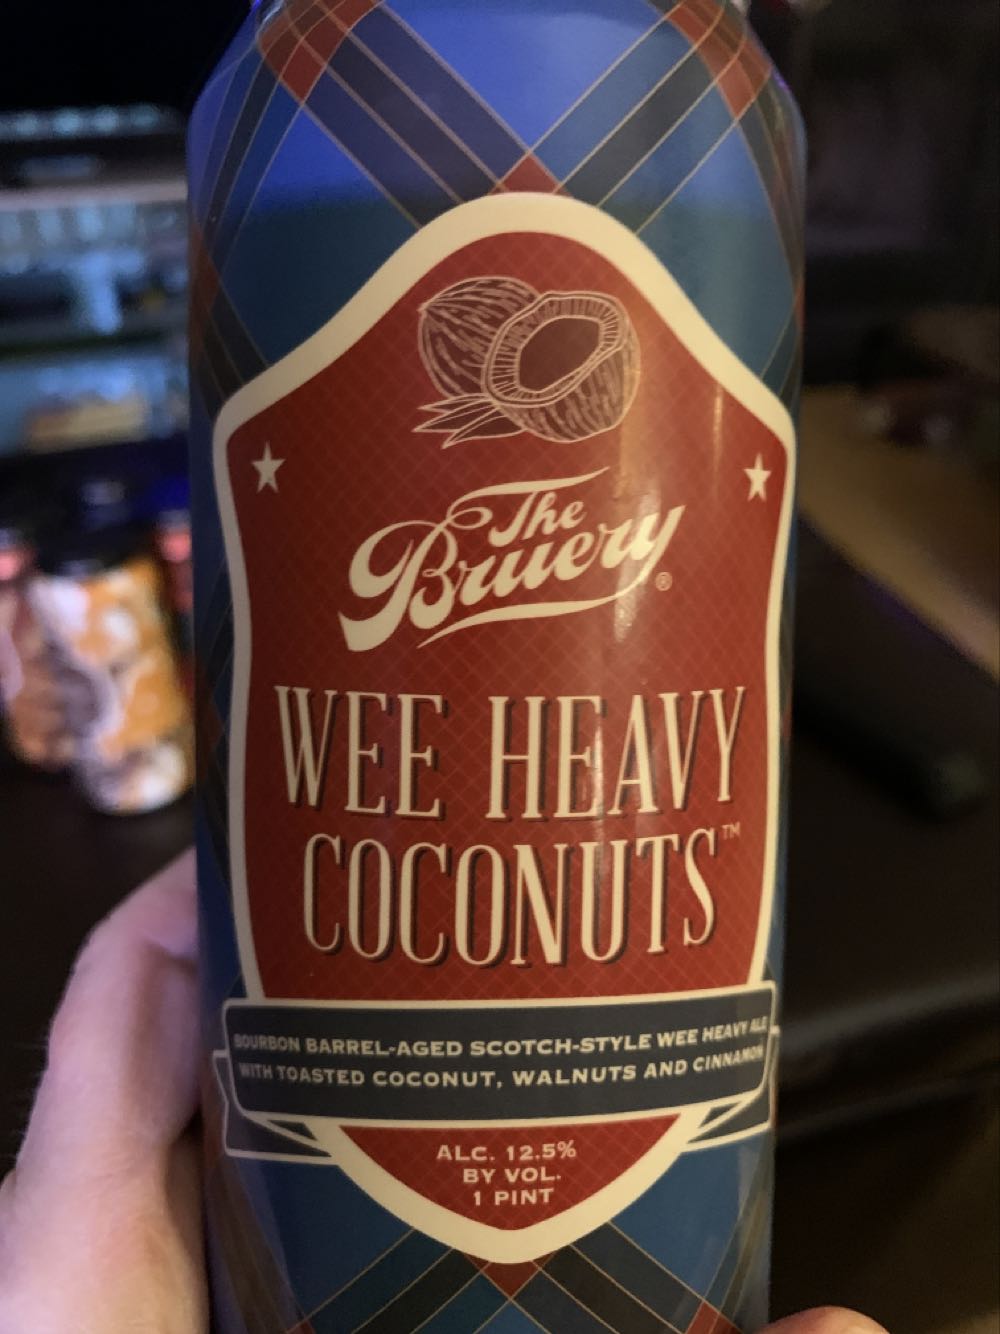 The
Bruery®
WEE HEAVY
COCONUTS™
BOURBON BARREL-AGED SCOTCH-STYLE WEE HEAVY ALE
WITH TOASTED COCONUT, WALNUTS AND CINNAMON
ALC. 12.5%
BY VOL.
1 PINT